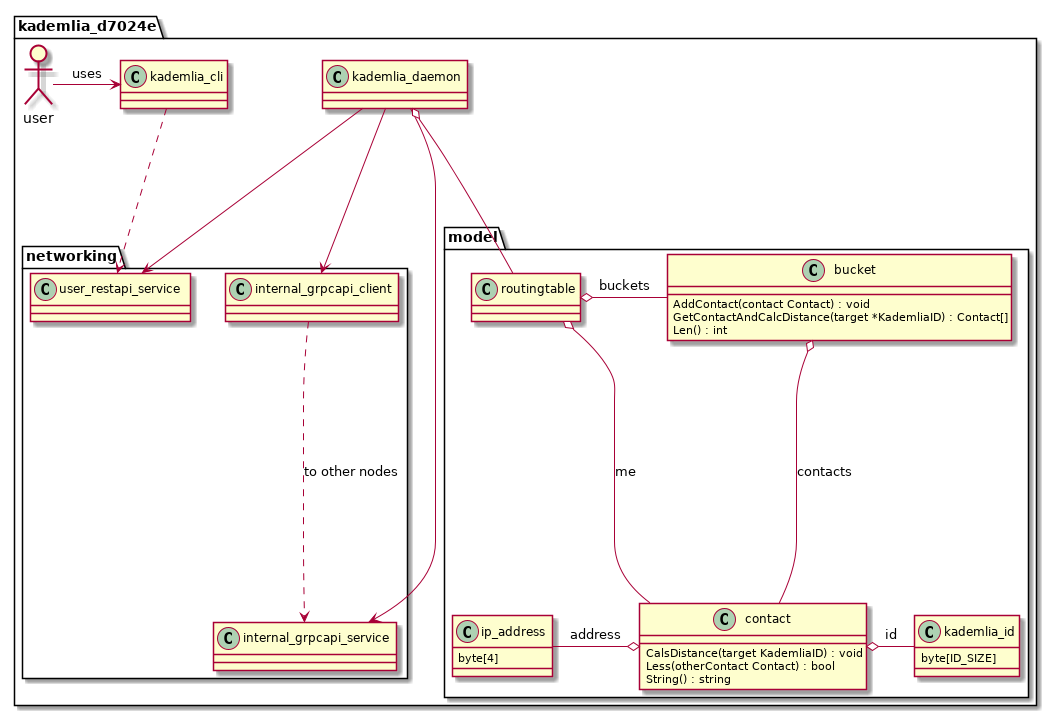 kademlia_d7024e
user
uses
C kademlia_cli
C kademlia_daemon
networking
C user_restapi_service
C internal_grpcapi_client
to other nodes
C internal_grpcapi_service
model
C routingtable
buckets
C bucket
AddContact(contact Contact) : void
GetContactAndCalcDistance(target *KademliaID) : Contact[]
Len() : int
me
contacts
C ip_address
byte[4]
address
C contact
CalsDistance(target KademliaID) : void
Less(otherContact Contact) : bool
String() : string
id
C kademlia_id
byte[ID_SIZE]